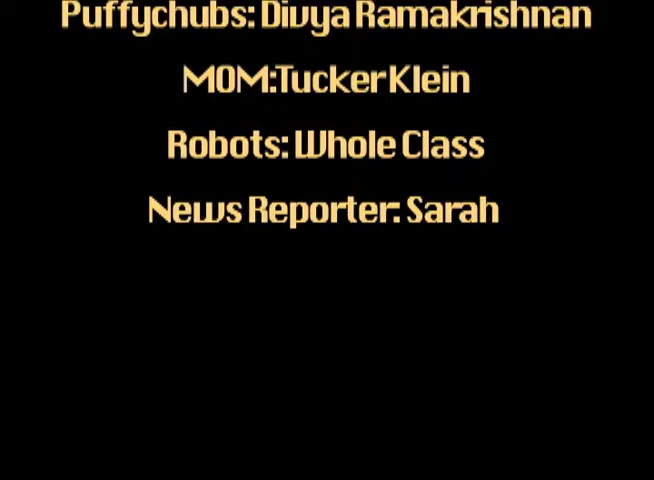 Puffychubs: Divya Ramakrishnan
MOM:Tucker Klein
Robots: Whole Class
News Reporter: Sarah